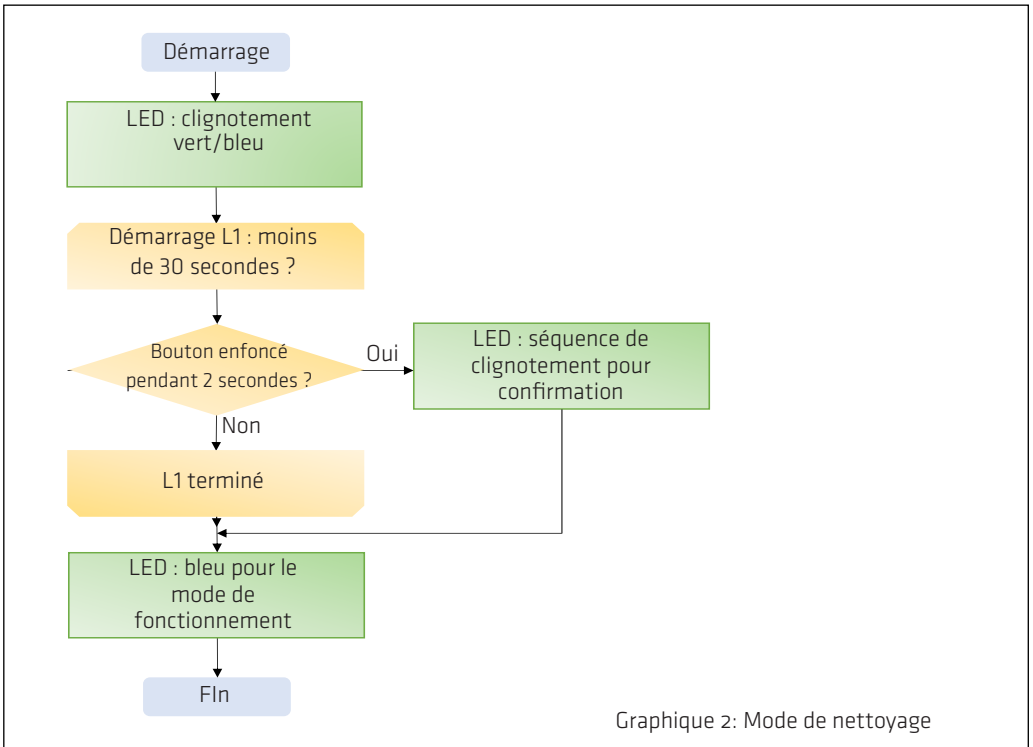 Démarrage
LED : clignotement
vert/bleu
Démarrage L1 : moins
de 30 secondes ?
Bouton enfoncé
pendant 2 secondes ?
Oui
LED : séquence de
clignotement pour
confirmation
Non
L1 terminé
LED : bleu pour le
mode de
fonctionnement
FIn
Graphique 2: Mode de nettoyage